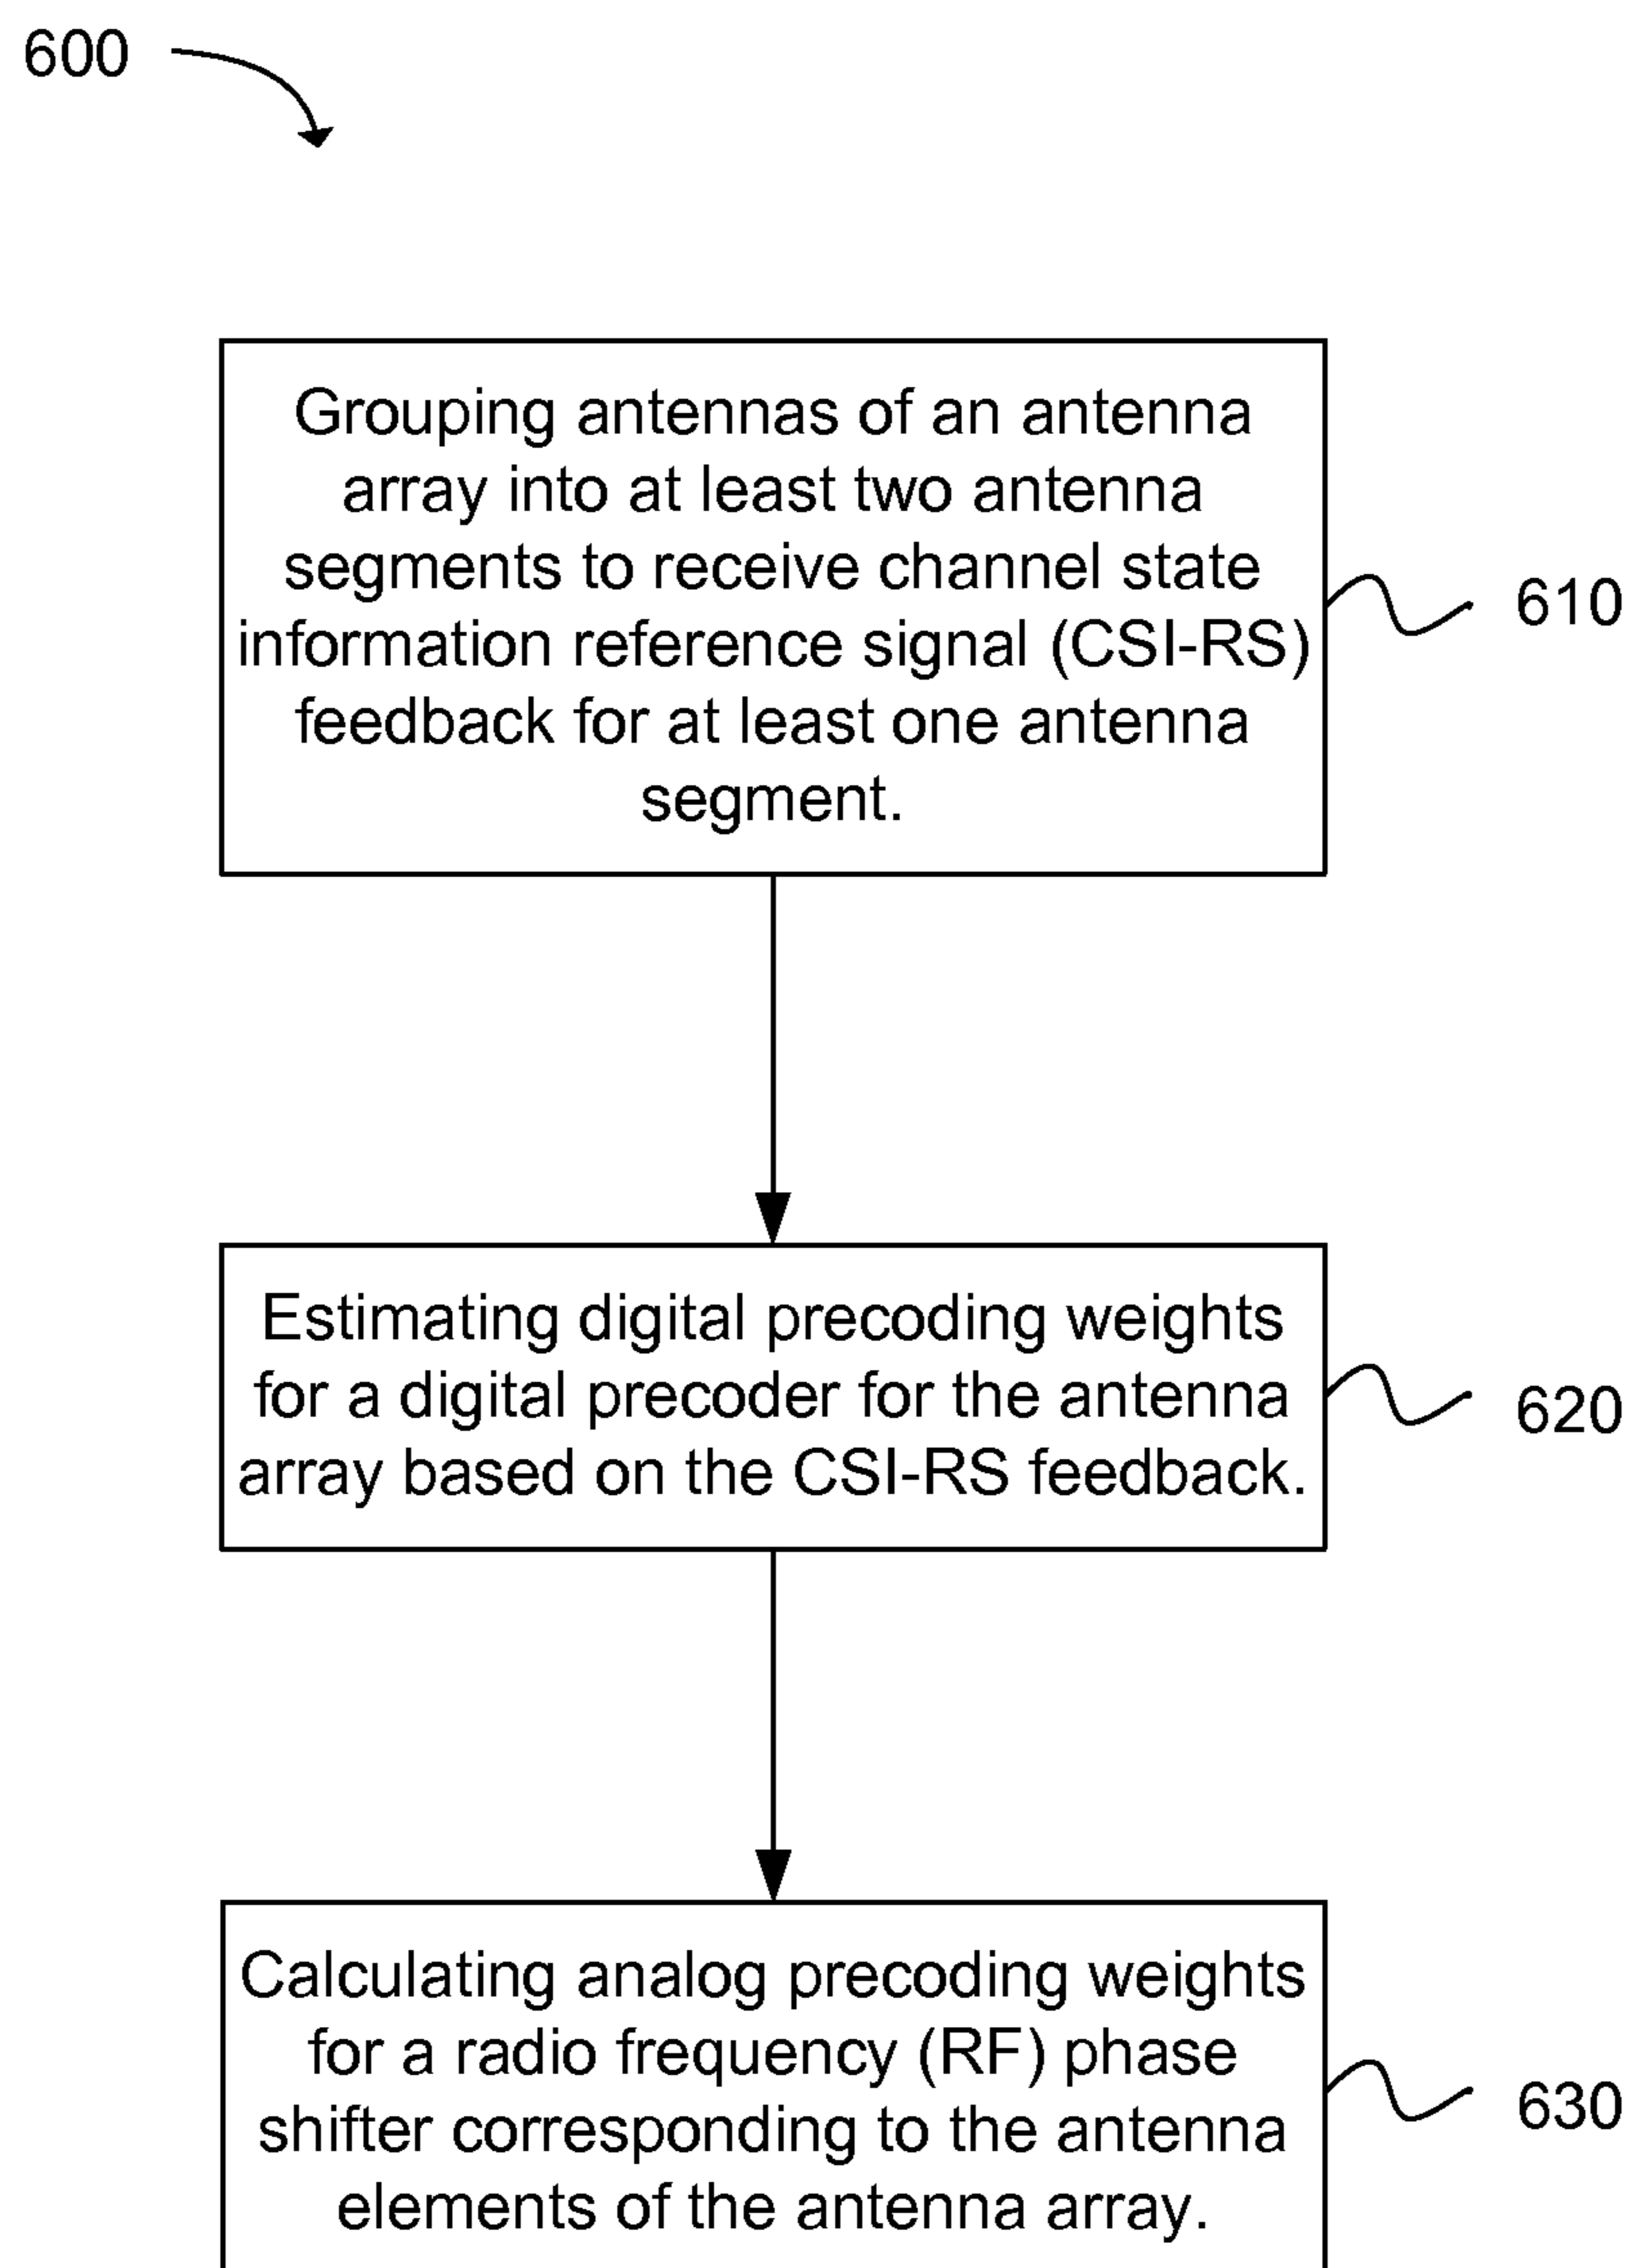 600
Grouping antennas of an antenna
array into at least two antenna
segments to receive channel state
information reference signal (CSI-RS)
feedback for at least one antenna
segment.
610
Estimating digital precoding weights
for a digital precoder for the antenna
array based on the CSI-RS feedback.
620
Calculating analog precoding weights
for a radio frequency (RF) phase
shifter corresponding to the antenna
elements of the antenna array.
630